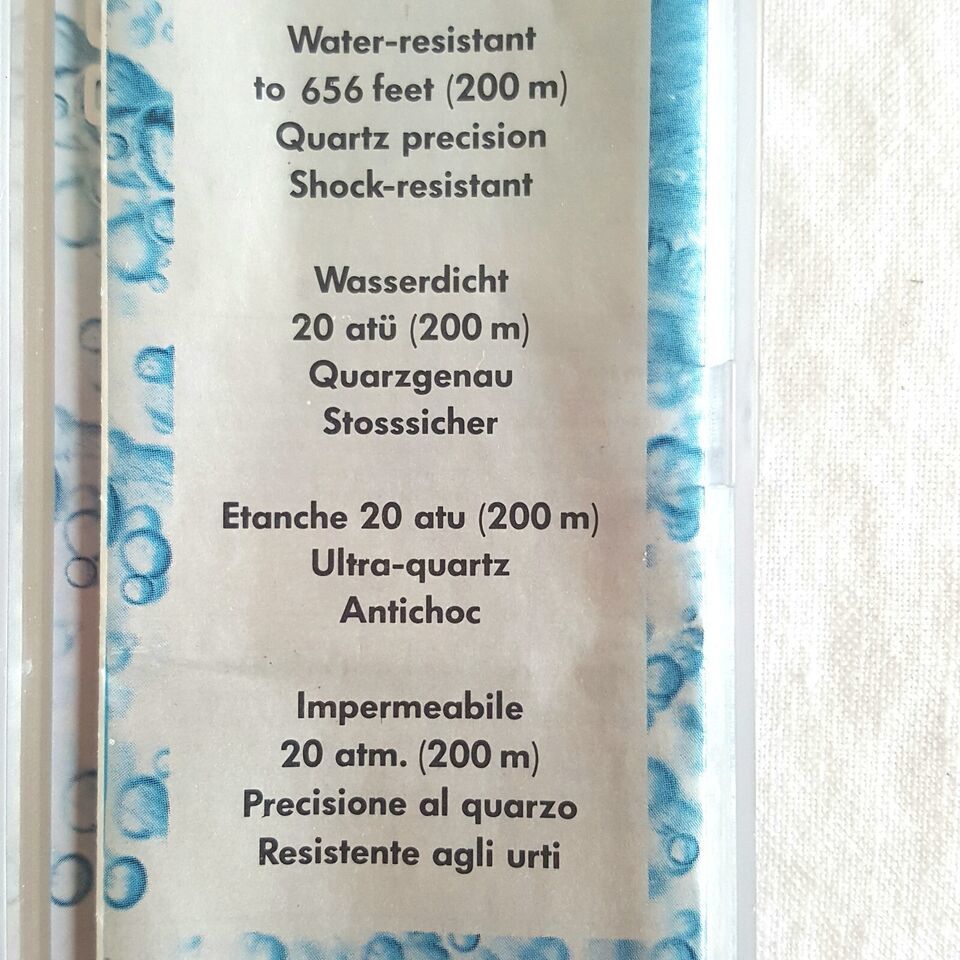 Water-resistant
to 656 feet (200 m)
Quartz precision
Shock-resistant
Wasserdicht
20 atü (200 m)
Quarzgenau
Stosssicher
Etanche 20 atu (200 m)
Ultra-quartz
Antichoc
Impermeabile
20 atm. (200 m)
Precisione al quarzo
Resistente agli urti